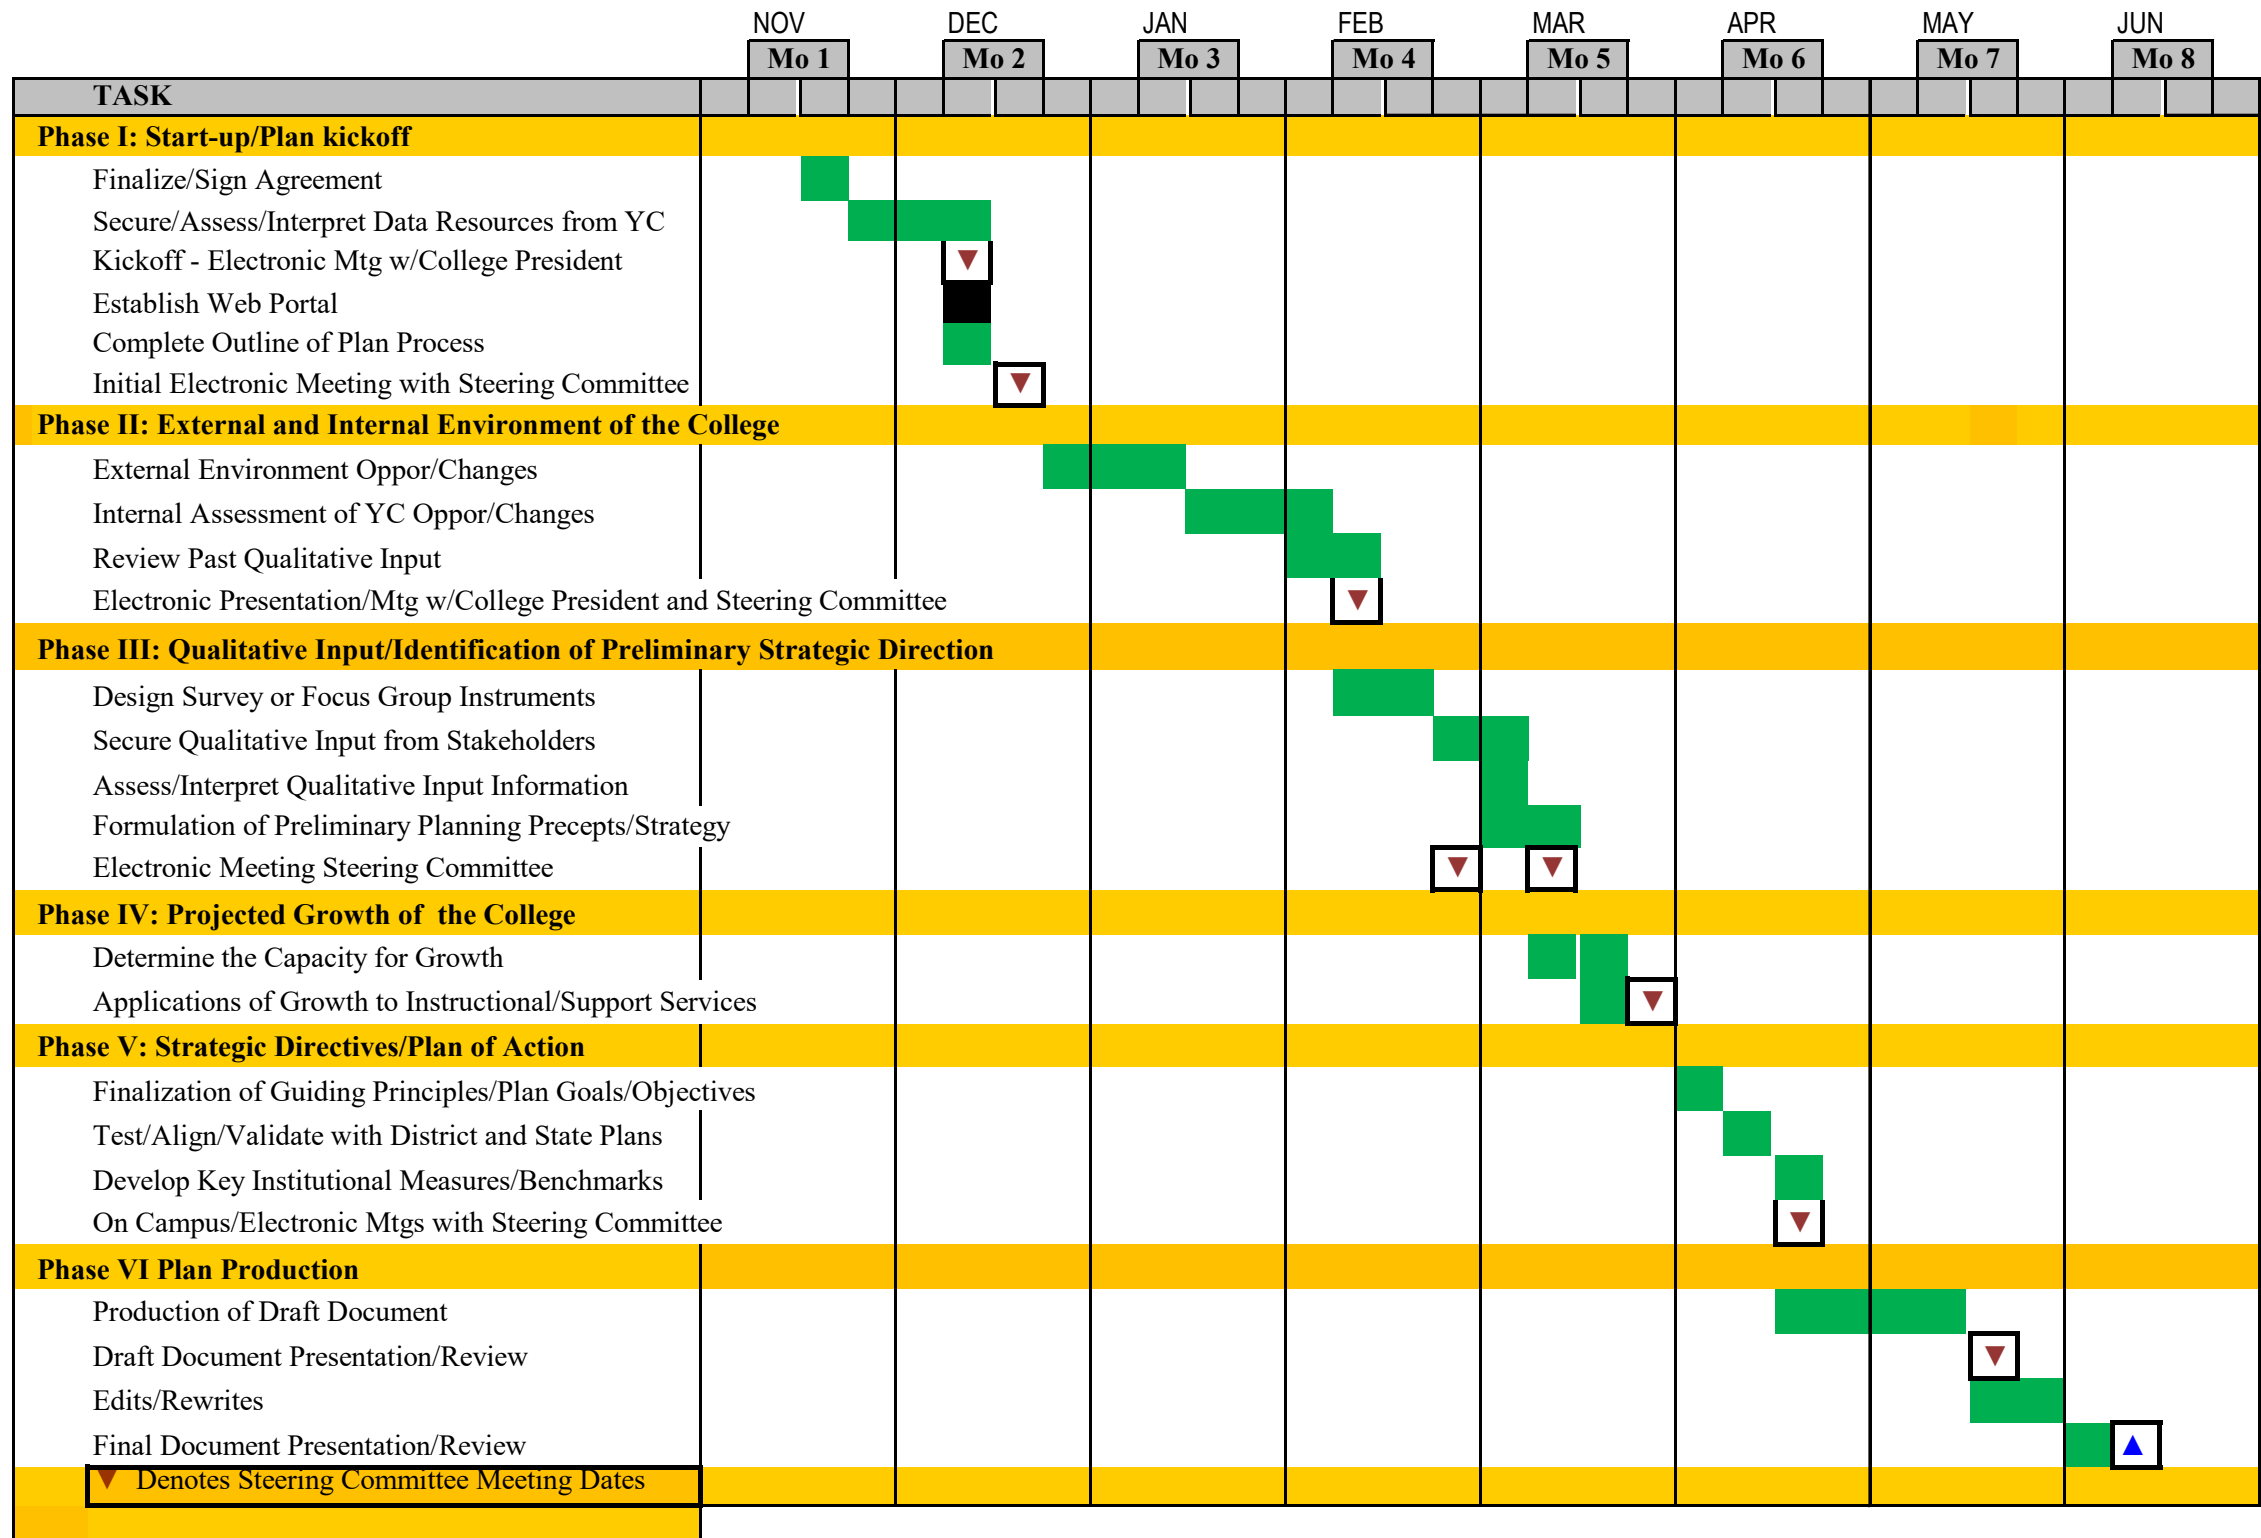 NOV DEC JAN FEB MAR APR MAY JUN
Mo 1 Mo 2 Mo 3 Mo 4 Mo 5 Mo 6 Mo 7 Mo 8
TASK
Phase I: Start-up/Plan kickoff
Finalize/Sign Agreement
Secure/Assess/Interpret Data Resources from YC
Kickoff - Electronic Mtg w/College President
Establish Web Portal
Complete Outline of Plan Process
Initial Electronic Meeting with Steering Committee
Phase II: External and Internal Environment of the College
External Environment Oppor/Changes
Internal Assessment of YC Oppor/Changes
Review Past Qualitative Input
Electronic Presentation/Mtg w/College President and Steering Committee
Phase III: Qualitative Input/Identification of Preliminary Strategic Direction
Design Survey or Focus Group Instruments
Secure Qualitative Input from Stakeholders
Assess/Interpret Qualitative Input Information
Formulation of Preliminary Planning Precepts/Strategy
Electronic Meeting Steering Committee
Phase IV: Projected Growth of the College
Determine the Capacity for Growth
Applications of Growth to Instructional/Support Services
Phase V: Strategic Directives/Plan of Action
Finalization of Guiding Principles/Plan Goals/Objectives
Test/Align/Validate with District and State Plans
Develop Key Institutional Measures/Benchmarks
On Campus/Electronic Mtgs with Steering Committee
Phase VI Plan Production
Production of Draft Document
Draft Document Presentation/Review
Edits/Rewrites
Final Document Presentation/Review
▼ Denotes Steering Committee Meeting Dates